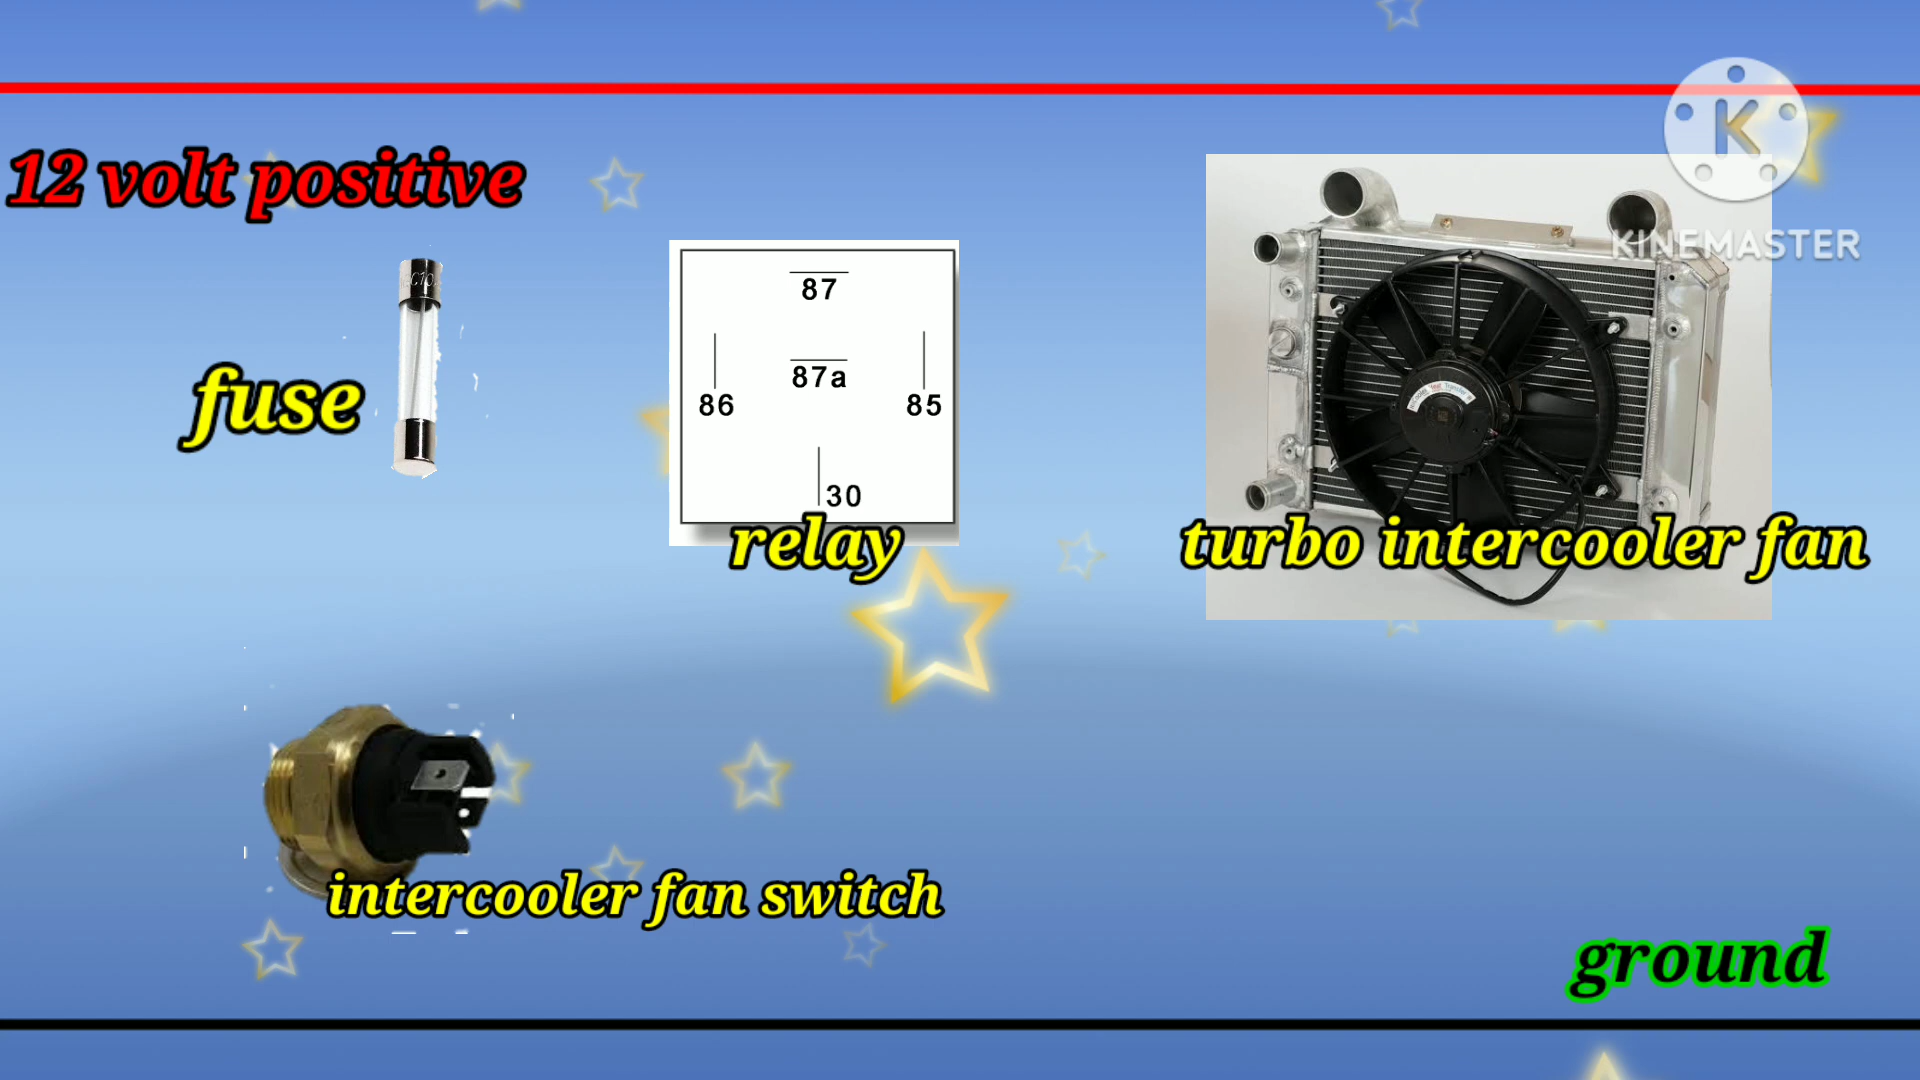 12 volt positive
K
KINEMASTER
fuse
87
87a
86
85
30
relay
turbo intercooler fan
intercooler fan switch
ground